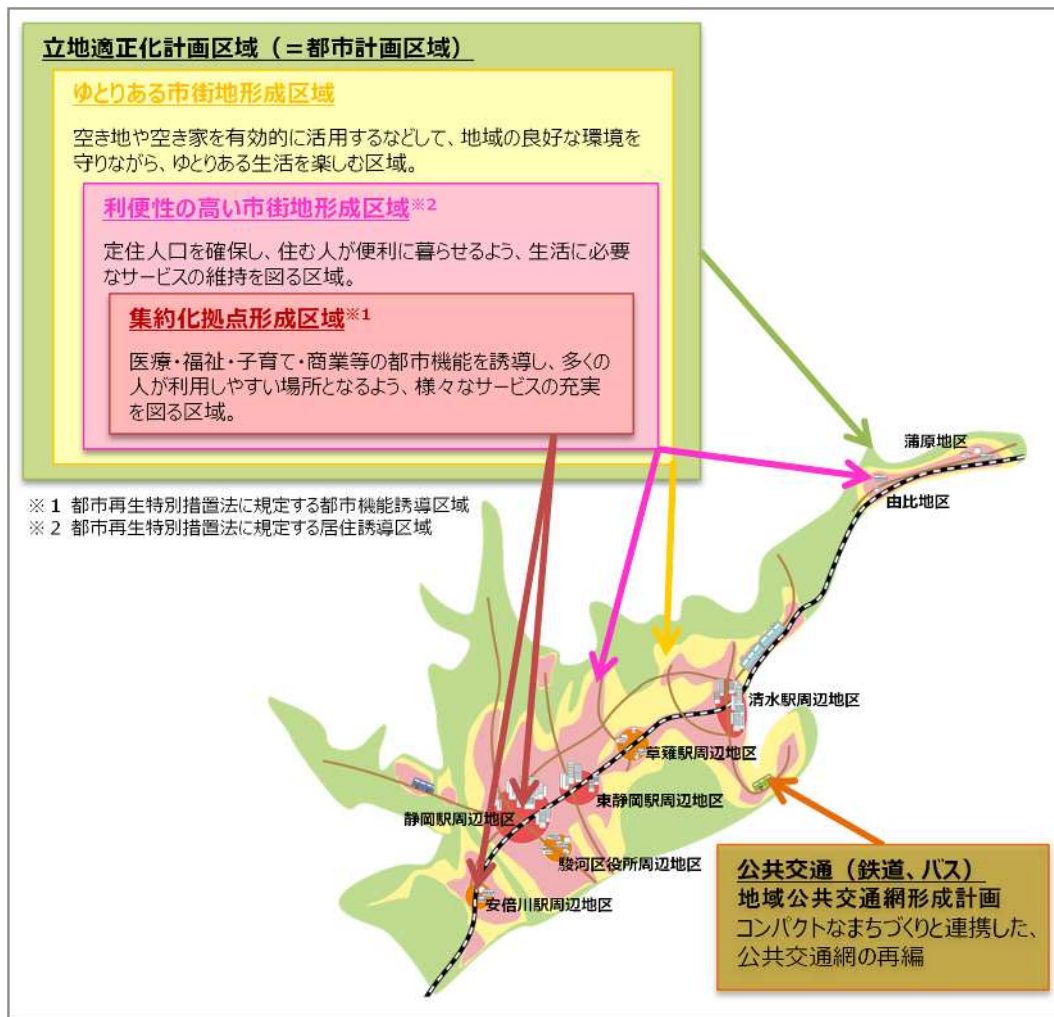 立地適正化計画区域（＝都市計画区域）
ゆとりある市街地形成区域
空き地や空き家を有効的に活用するなどして、地域の良好な環境を
守りながら、ゆとりある生活を楽しむ区域。
利便性の高い市街地形成区域※2
定住人口を確保し、住む人が便利に暮らせるよう、生活に必要
なサービスの維持を図る区域。
集約化拠点形成区域※1
医療・福祉・子育て・商業等の都市機能を誘導し、多くの
人が利用しやすい場所となるよう、様々なサービスの充実
を図る区域。
※１ 都市再生特別措置法に規定する都市機能誘導区域
※２ 都市再生特別措置法に規定する居住誘導区域
蒲原地区
由比地区
清水駅周辺地区
草薙駅周辺地区
東静岡駅周辺地区
静岡駅周辺地区
駿河区役所周辺地区
安倍川駅周辺地区
公共交通（鉄道、バス）
地域公共交通網形成計画
コンパクトなまちづくりと連携した、
公共交通網の再編